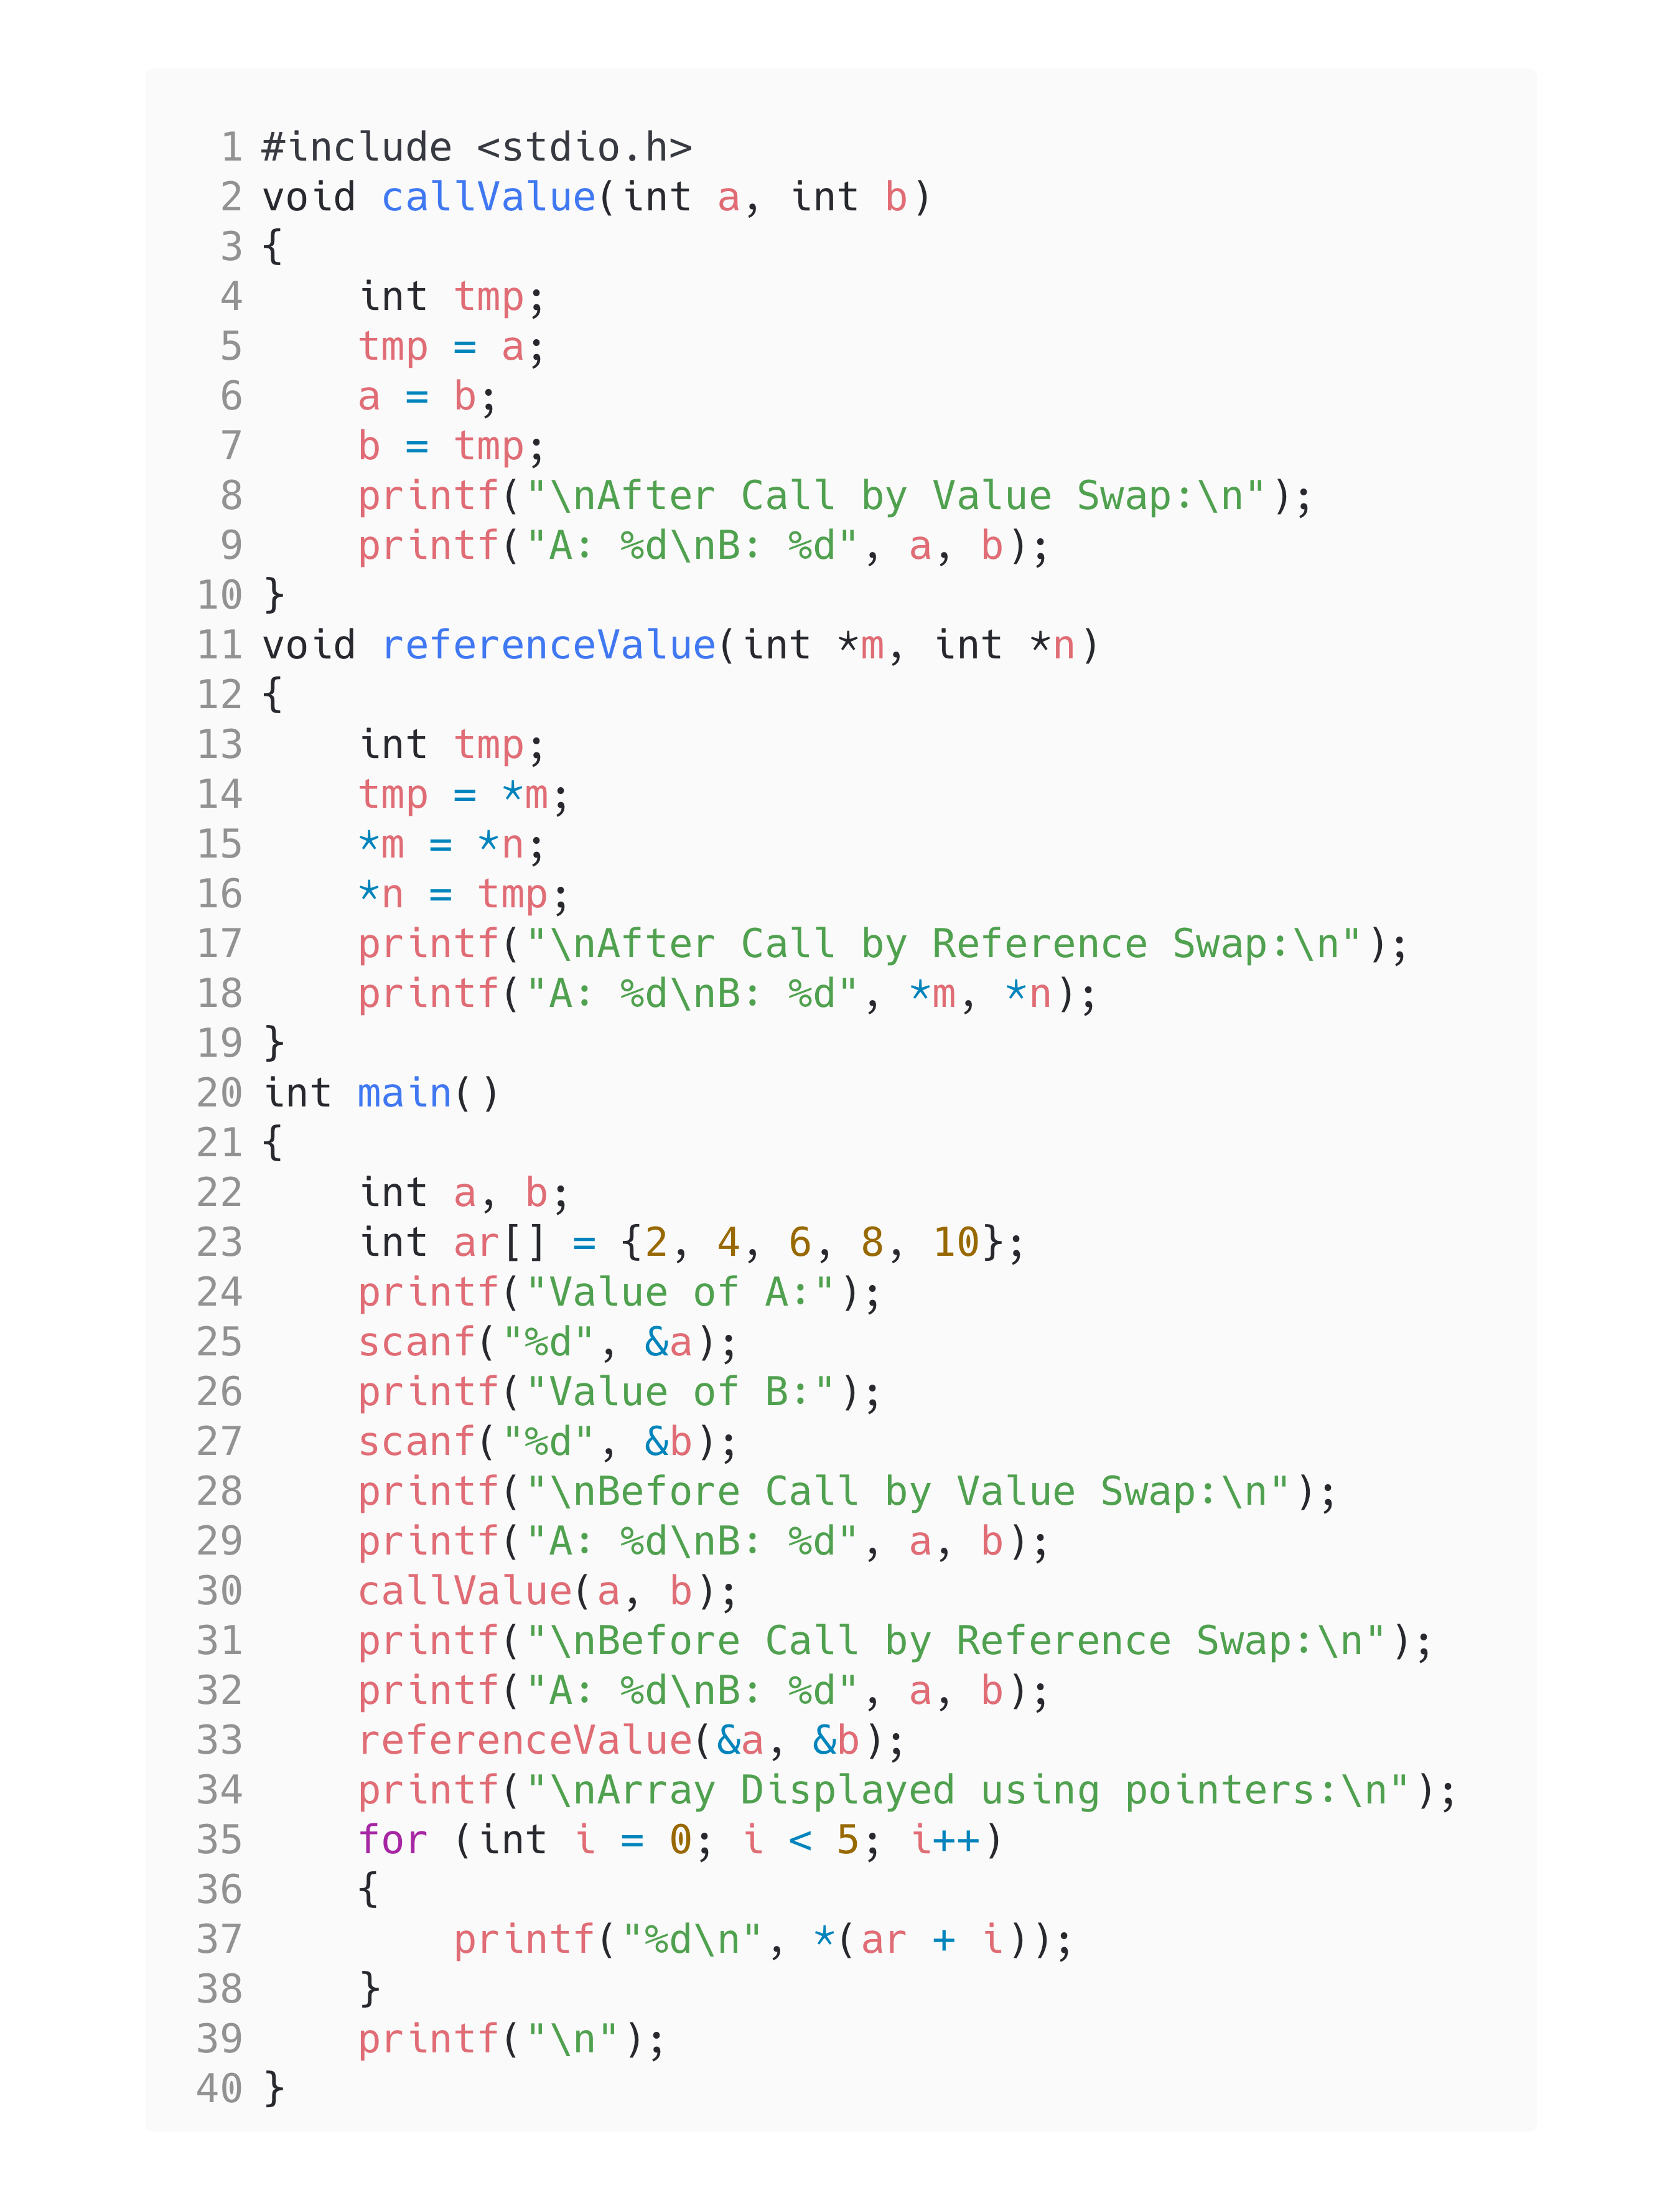 1 #include <stdio.h>
2 void callValue(int a, int b)
3 {
4     int tmp;
5     tmp = a;
6     a = b;
7     b = tmp;
8     printf("\nAfter Call by Value Swap:\n");
9     printf("A: %d\nB: %d", a, b);
10 }
11 void referenceValue(int *m, int *n)
12 {
13     int tmp;
14     tmp = *m;
15     *m = *n;
16     *n = tmp;
17     printf("\nAfter Call by Reference Swap:\n");
18     printf("A: %d\nB: %d", *m, *n);
19 }
20 int main()
21 {
22     int a, b;
23     int ar[] = {2, 4, 6, 8, 10};
24     printf("Value of A:");
25     scanf("%d", &a);
26     printf("Value of B:");
27     scanf("%d", &b);
28     printf("\nBefore Call by Value Swap:\n");
29     printf("A: %d\nB: %d", a, b);
30     callValue(a, b);
31     printf("\nBefore Call by Reference Swap:\n");
32     printf("A: %d\nB: %d", a, b);
33     referenceValue(&a, &b);
34     printf("\nArray Displayed using pointers:\n");
35     for (int i = 0; i < 5; i++)
36     {
37         printf("%d\n", *(ar + i));
38     }
39     printf("\n");
40 }